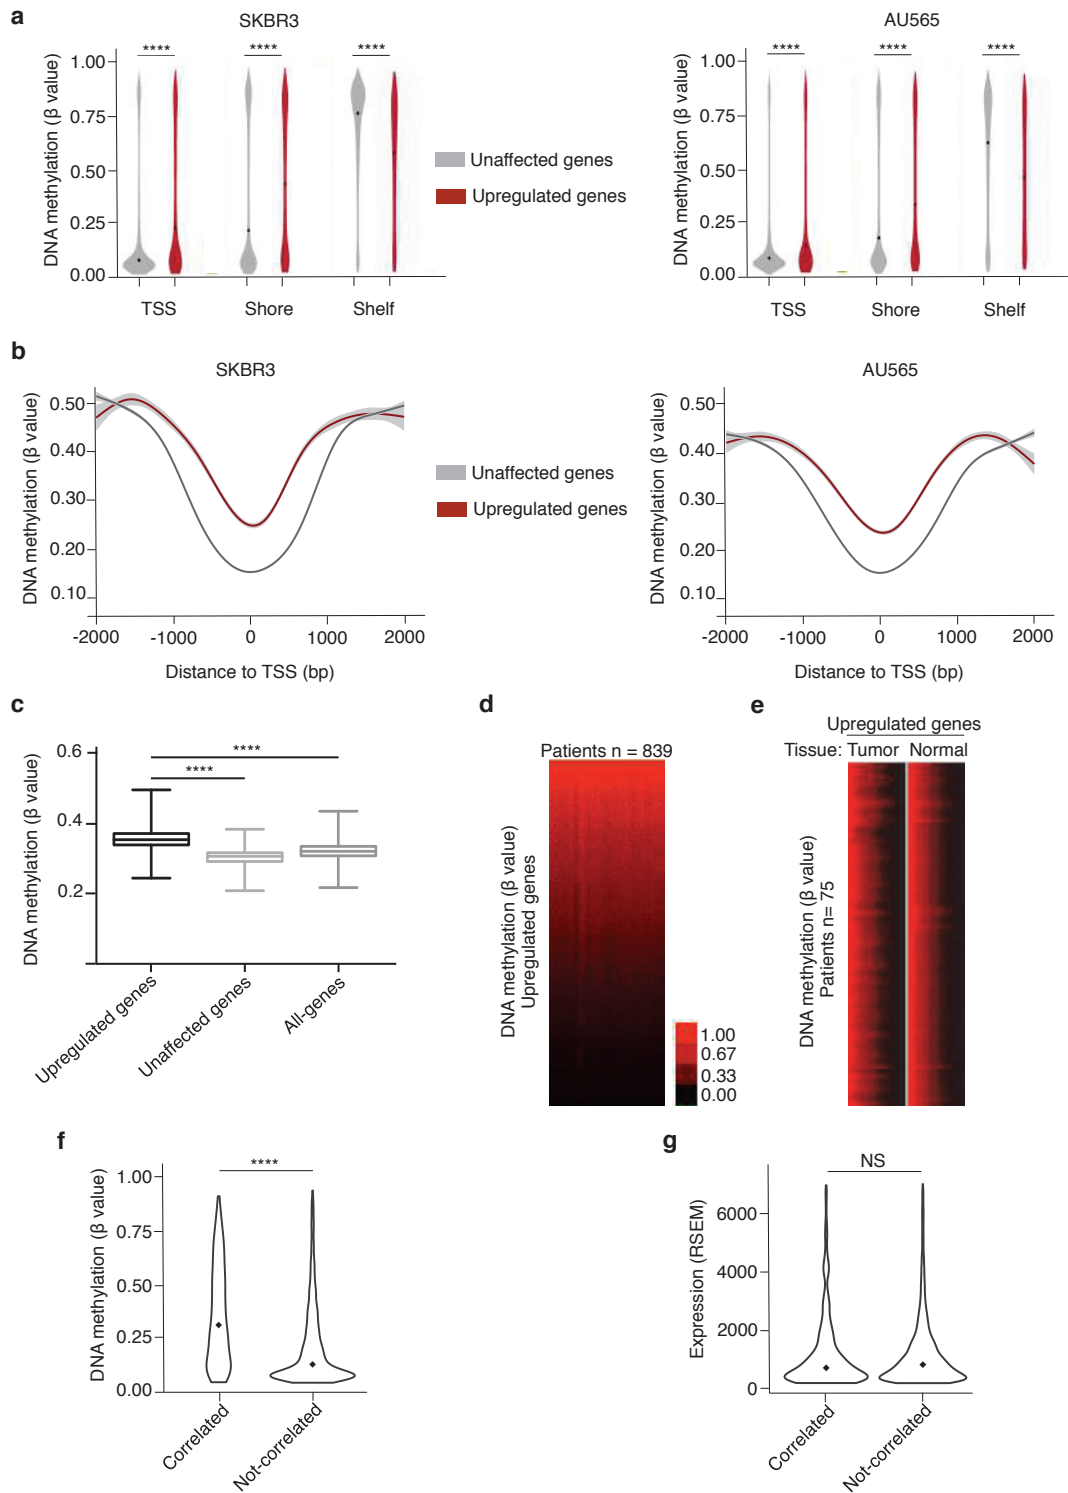 a
SKBR3
AU565
DNA methylation (β value)
1.00
0.75
0.50
0.25
0.00
****
****
****
TSS
Shore
Shelf
Unaffected genes
Upregulated genes
DNA methylation (β value)
1.00
0.75
0.50
0.25
0.00
****
****
****
TSS
Shore
Shelf
b
SKBR3
AU565
DNA methylation (β value)
0.50
0.40
0.30
0.20
0.10
-2000
-1000
0
1000
2000
Distance to TSS (bp)
Unaffected genes
Upregulated genes
DNA methylation (β value)
0.50
0.40
0.30
0.20
0.10
-2000
-1000
0
1000
2000
Distance to TSS (bp)
c
DNA methylation (β value)
0.6
0.4
0.2
****
****
Upregulated genes
Unaffected genes
All-genes
d
Patients n = 839
DNA methylation (β value)
Upregulated genes
1.00
0.67
0.33
0.00
e
Upregulated genes
Tissue: Tumor Normal
DNA methylation (β value)
Patients n= 75
f
DNA methylation (β value)
1.00
0.75
0.50
0.25
0.00
****
Correlated
Not-correlated
g
Expression (RSEM)
6000
4000
2000
0
NS
Correlated
Not-correlated